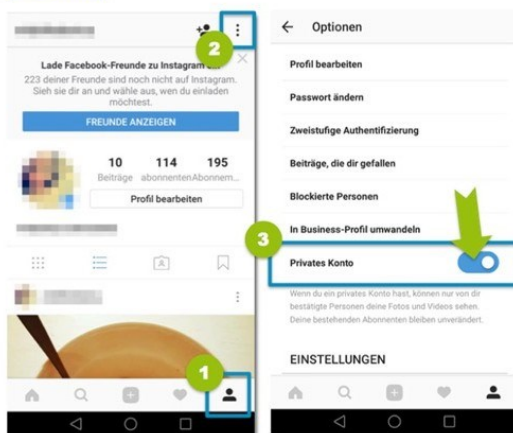 2
Lade Facebook-Freunde zu Instagram
223 deiner Freunde sind noch nicht auf Instagram.
Sieh sie dir an und wähle aus, wen du einladen
möchtest.
FREUNDE ANZEIGEN
10 114 195
Beiträge abonnenten Abonnem...
Profil bearbeiten
1
Optionen
Profil bearbeiten
Passwort ändern
Zweistufige Authentifizierung
Beiträge, die dir gefallen
Blockierte Personen
In Business-Profil umwandeln
3
Privates Konto
Wenn du ein privates Konto hast, können nur von dir
bestätigte Personen deine Fotos und Videos sehen.
Deine bestehenden Abonnenten bleiben unverändert.
EINSTELLUNGEN